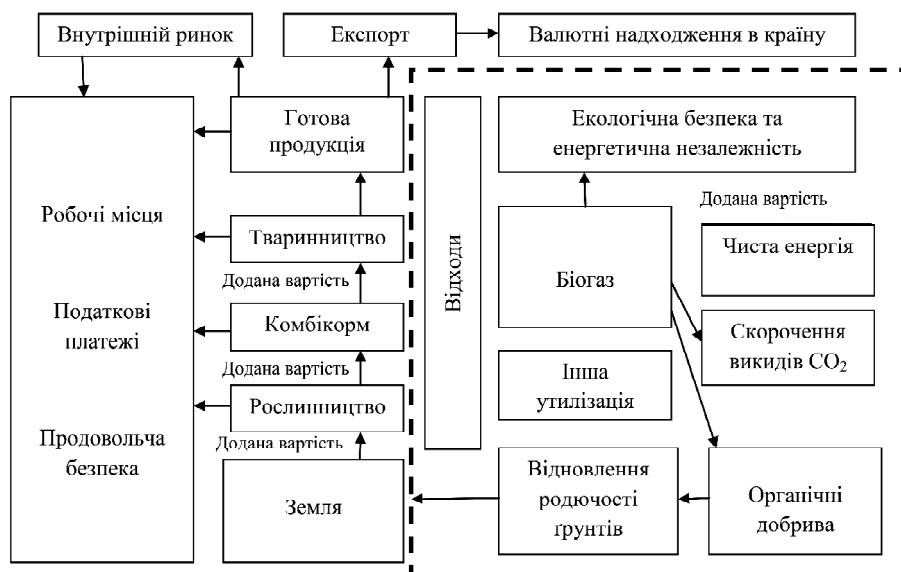 Внутрішній ринок
Експорт
Валютні надходження в країну
Готова
продукція
Тваринництво
Додана вартість
Комбікорм
Додана вартість
Рослинництво
Додана вартість
Земля
Робочі місця
Податкові
платежі
Продовольча
безпека
Відходи
Екологічна безпека та
енергетична незалежність
Біогаз
Додана вартість
Чиста енергія
Скорочення
викидів CO₂
Інша
утилізація
Відновлення
родючості
ґрунтів
Органічні
добрива